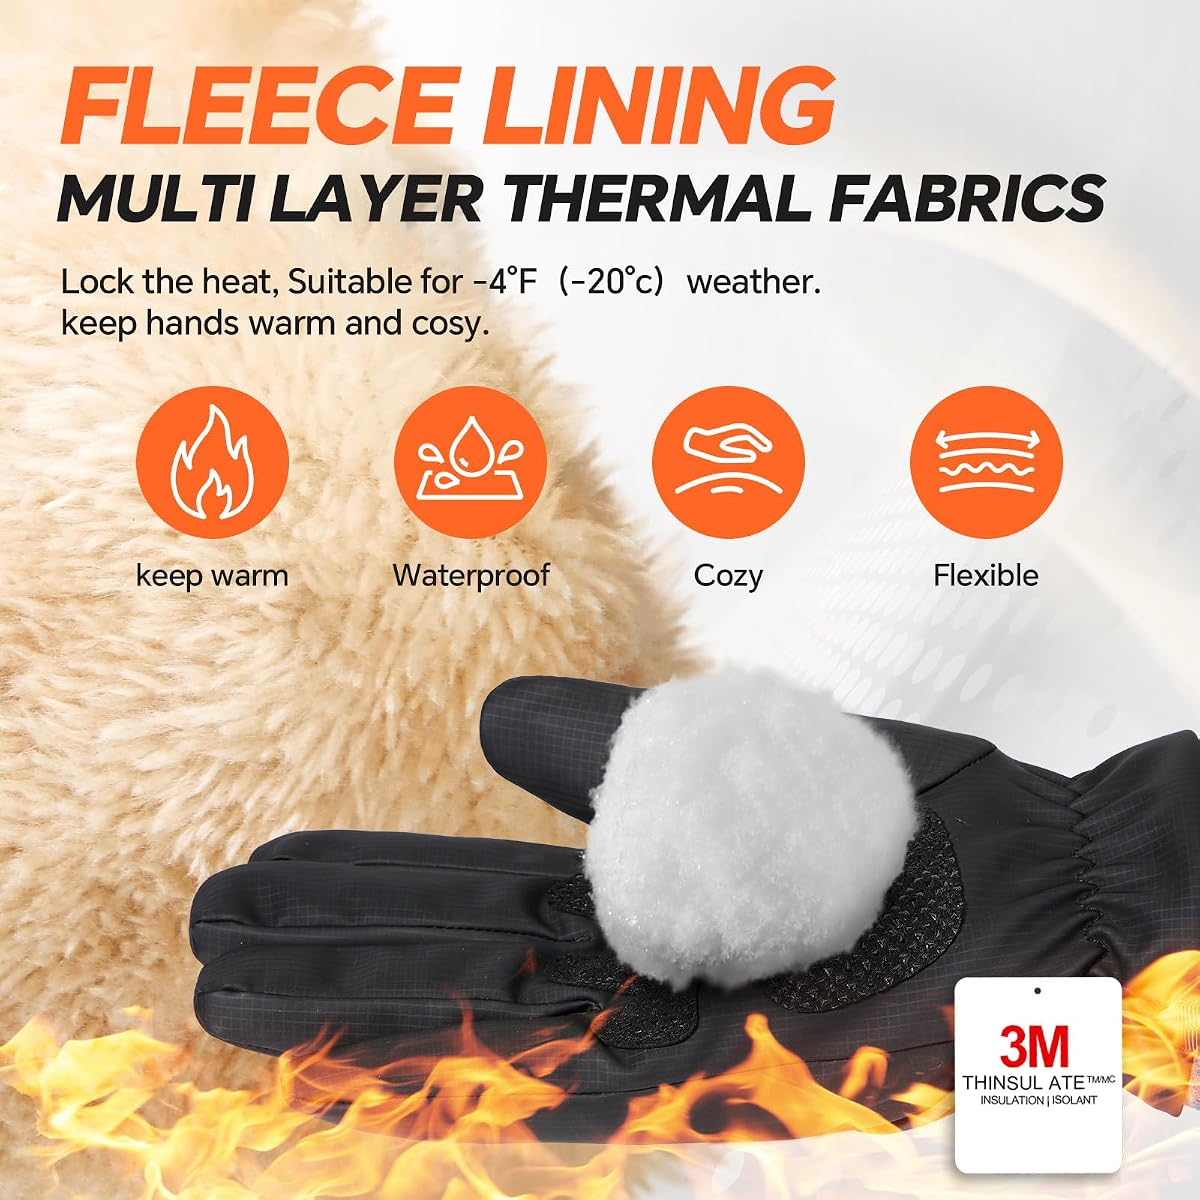 FLEECE LINING
MULTI LAYER THERMAL FABRICS
Lock the heat, Suitable for -4°F (-20°c) weather.
keep hands warm and cosy.
keep warm
Waterproof
Cozy
Flexible
3M
THINSUL ATE™/MC
INSULATION | ISOLANT